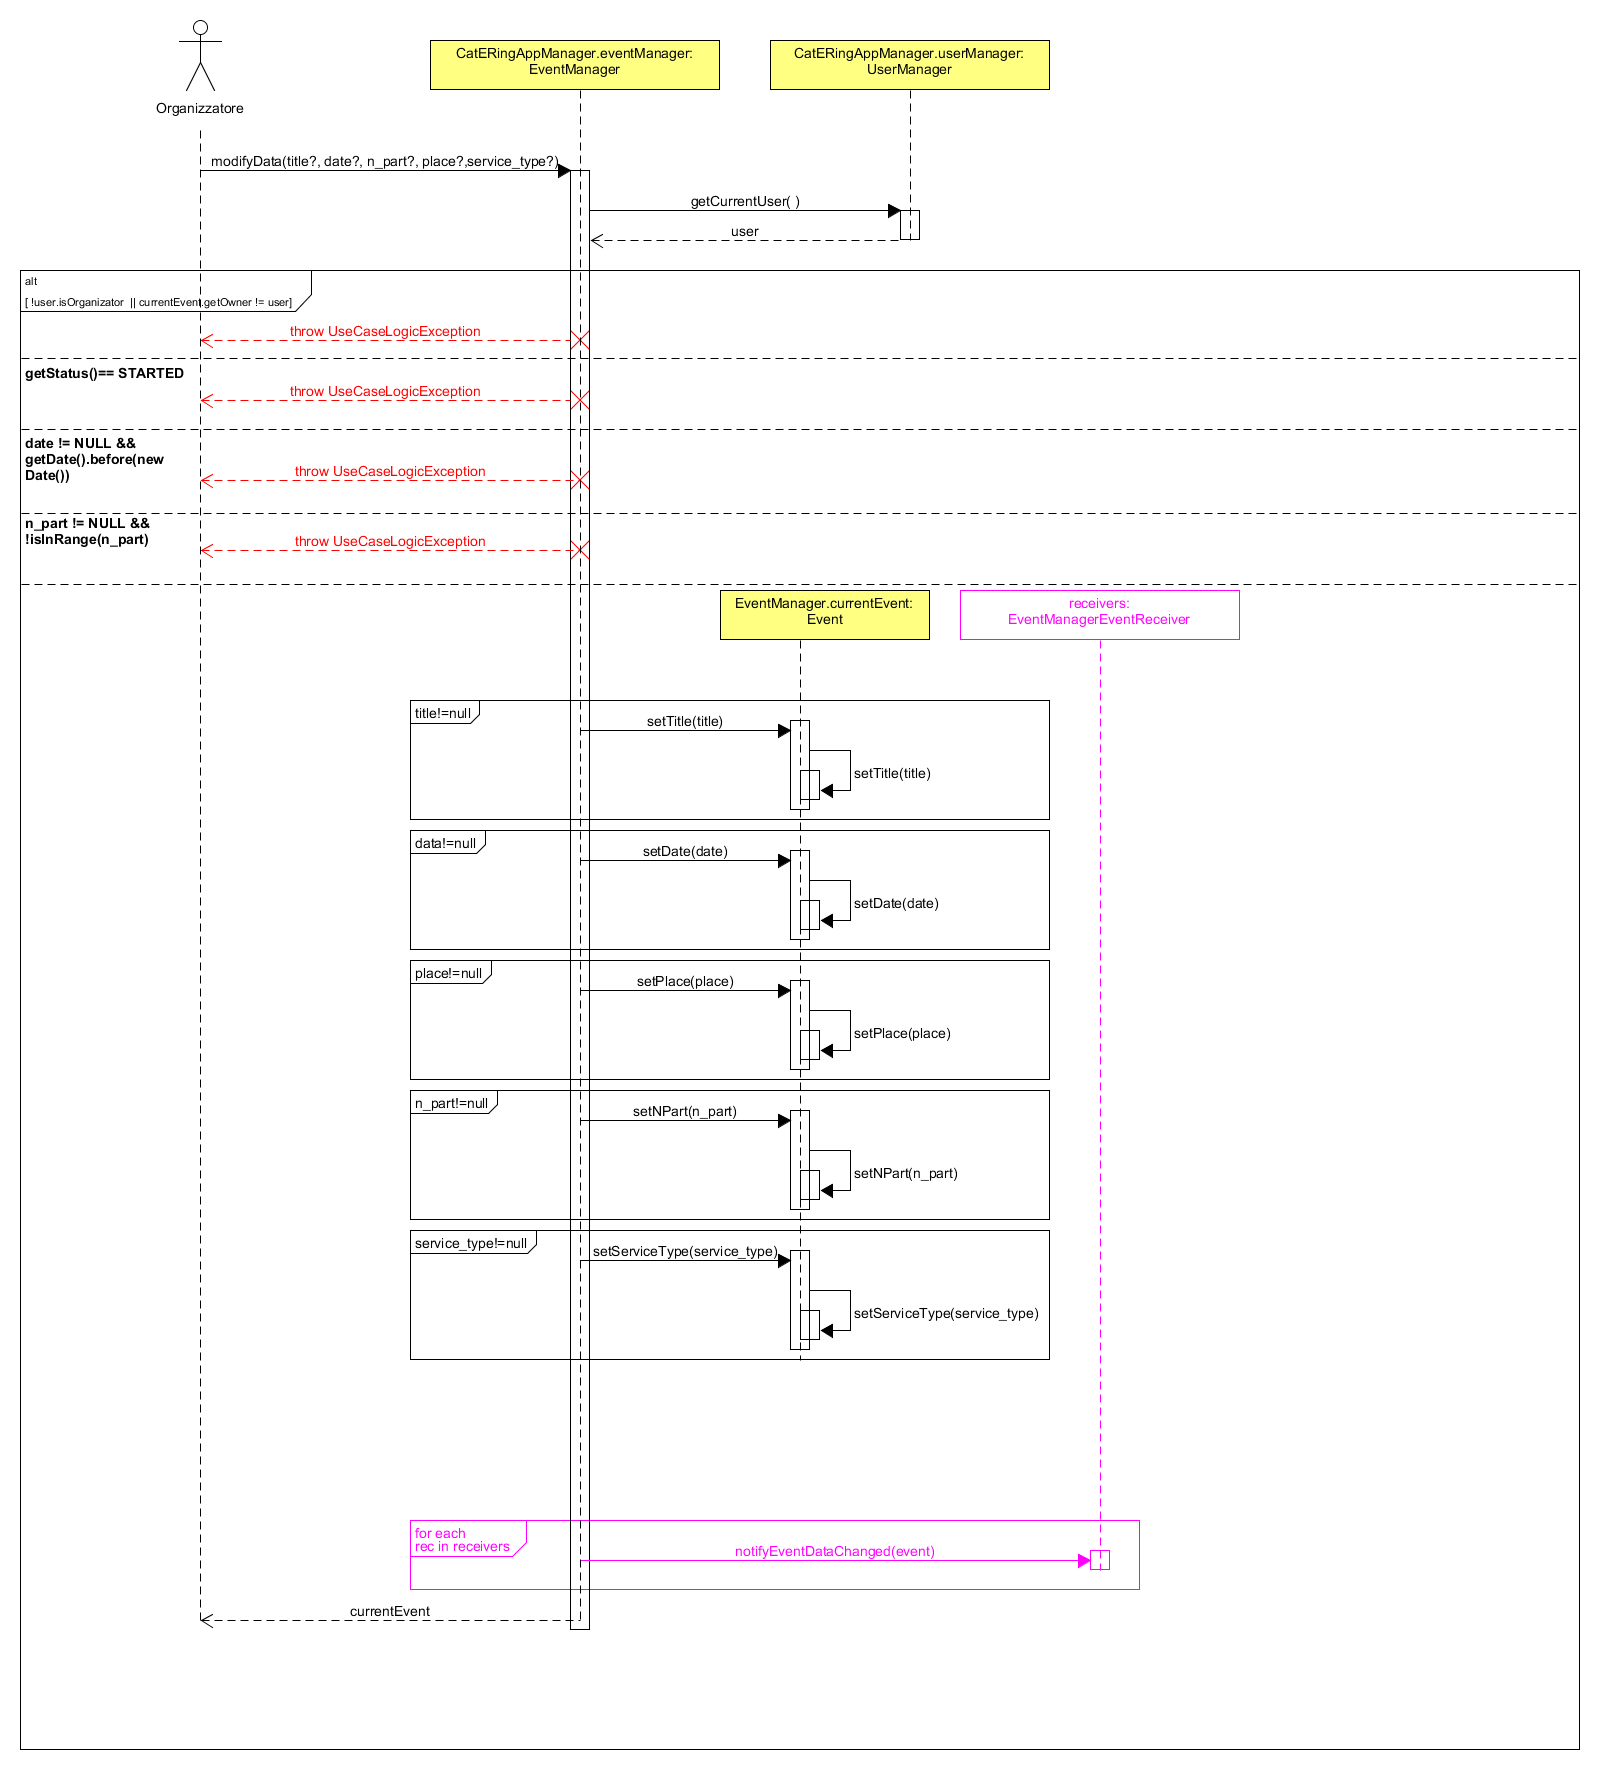 CatERingAppManager.eventManager:
EventManager
CatERingAppManager.userManager:
UserManager
Organizzatore
modifyData(title?, date?, n_part?, place?,service_type?)
getCurrentUser( )
user
alt
[ !user.isOrganizator || currentEvent.getOwner != user]
throw UseCaseLogicException
getStatus()== STARTED
throw UseCaseLogicException
date != NULL &&
getDate().before(new
Date())
throw UseCaseLogicException
n_part != NULL &&
!isInRange(n_part)
throw UseCaseLogicException
EventManager.currentEvent:
Event
receivers:
EventManagerEventReceiver
title!=null
setTitle(title)
setTitle(title)
data!=null
setDate(date)
setDate(date)
place!=null
setPlace(place)
setPlace(place)
n_part!=null
setNPart(n_part)
setNPart(n_part)
service_type!=null
setServiceType(service_type)
setServiceType(service_type)
for each
rec in receivers
notifyEventDataChanged(event)
currentEvent